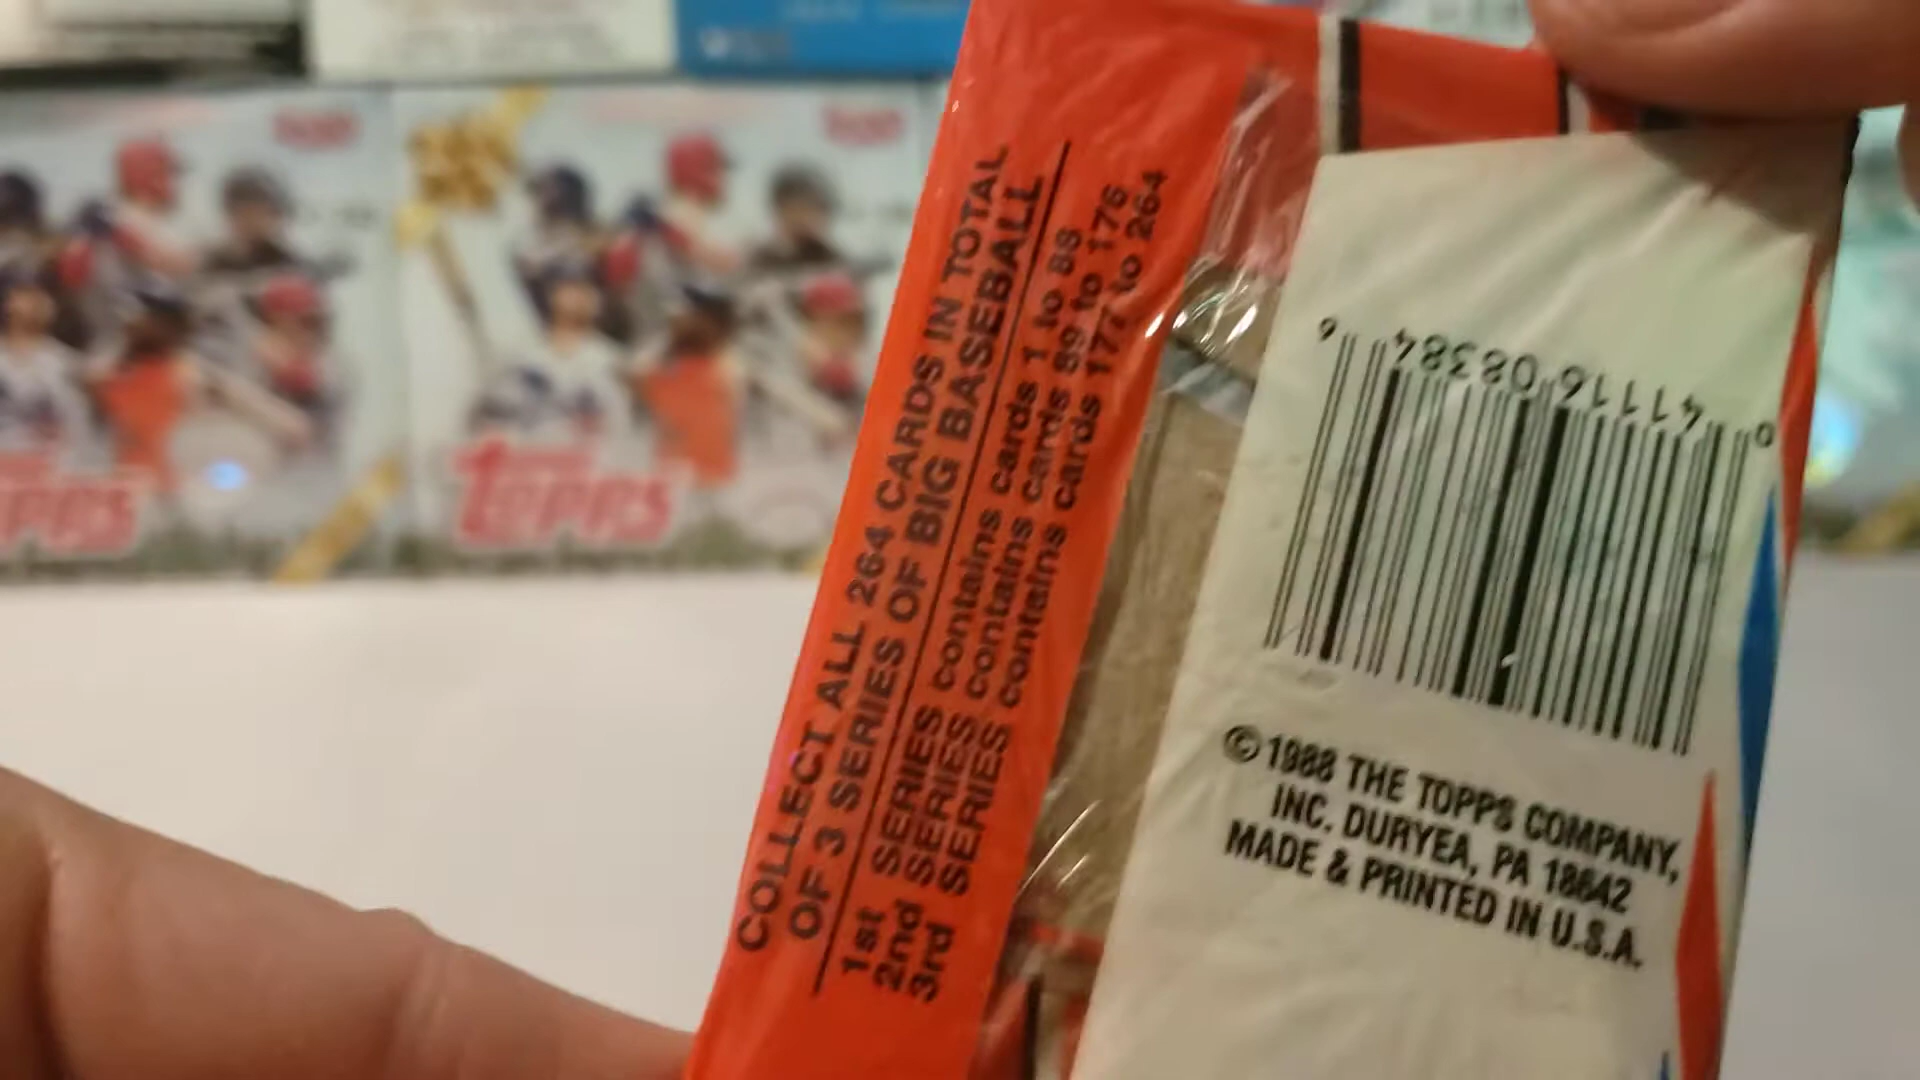 COLLECT ALL 264 CARDS IN TOTAL
OF 3 SERIES OF BIG BASEBALL
1st SERIES contains cards 1 to 88
2nd SERIES contains cards 89 to 176
3rd SERIES contains cards 177 to 264
0 41116 08384 6
© 1988 THE TOPPS COMPANY,
INC. DURYEA, PA 18642
MADE & PRINTED IN U.S.A.
Topps
Topps